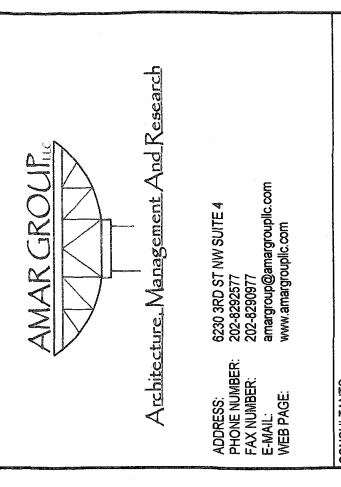 AMAR GROUP LLC
Architecture, Management And Research
ADDRESS: 6230 3RD ST NW SUITE 4
PHONE NUMBER: 202-8292577
FAX NUMBER: 202-8290977
E-MAIL: amargroup@amargroupllc.com
WEB PAGE: www.amargroupllc.com
CONSULTANTS